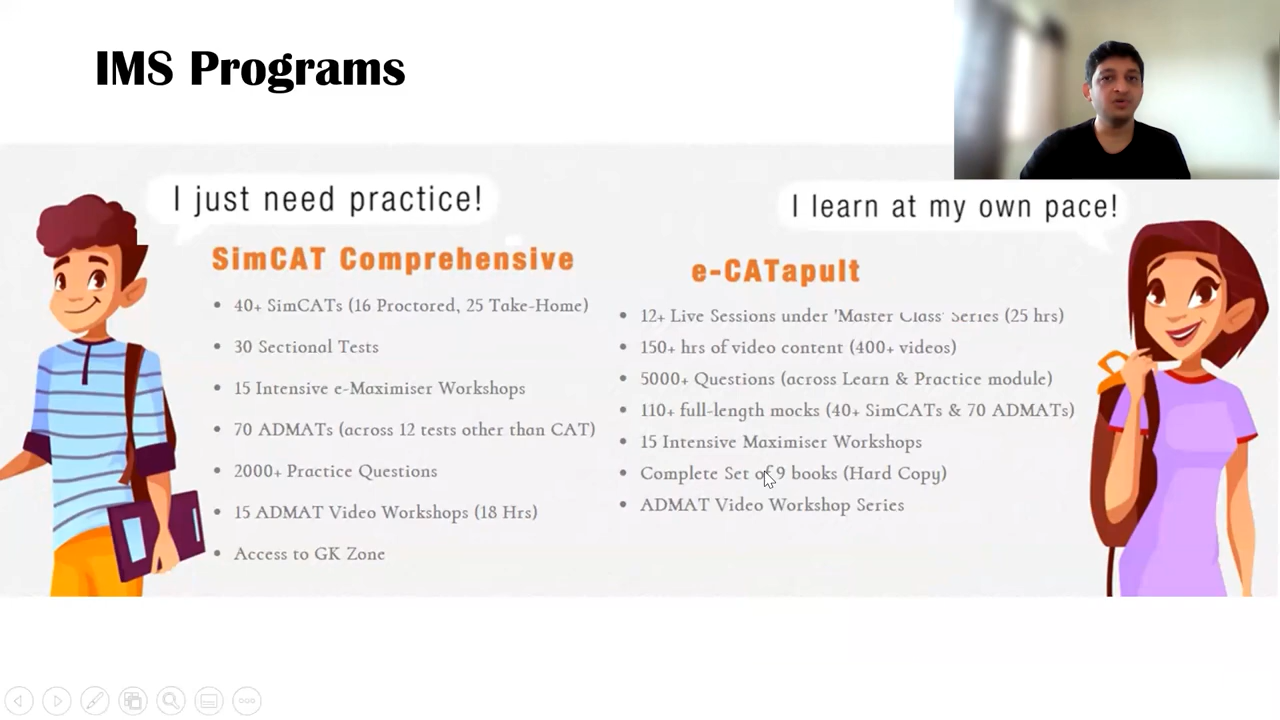 IMS Programs
I just need practice!
SimCAT Comprehensive
• 40+ SimCATs (16 Proctored, 25 Take-Home)
• 30 Sectional Tests
• 15 Intensive e-Maximiser Workshops
• 70 ADMATs (across 12 tests other than CAT)
• 2000+ Practice Questions
• 15 ADMAT Video Workshops (18 Hrs)
• Access to GK Zone
I learn at my own pace!
e-CATapult
• 12+ Live Sessions under 'Master Class' Series (25 hrs)
• 150+ hrs of video content (400+ videos)
• 5000+ Questions (across Learn & Practice module)
• 110+ full-length mocks (40+ SimCATs & 70 ADMATs)
• 15 Intensive Maximiser Workshops
• Complete Set of 9 books (Hard Copy)
• ADMAT Video Workshop Series